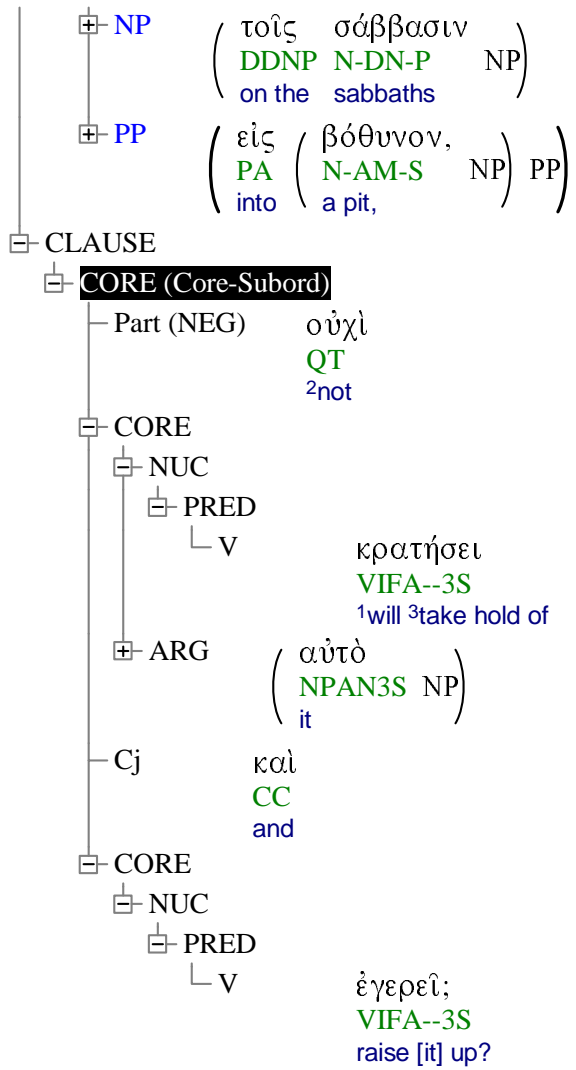 NP ( τοῖς σάββασιν
DDNP N-DN-P NP)
on the sabbaths
PP ( εἰς ( βόθυνον,
PA N-AM-S NP) PP)
into a pit,
CLAUSE
CORE (Core-Subord)
Part (NEG) οὐχὶ
QT
2not
CORE
NUC
PRED
V κρατήσει
VIFA--3S
1will 3take hold of
ARG ( αὐτὸ
NPAN3S NP)
it
Cj καὶ
CC
and
CORE
NUC
PRED
V ἐγερεῖ;
VIFA--3S
raise [it] up?